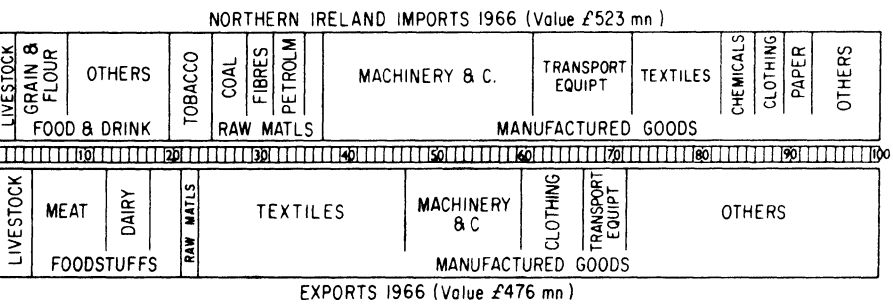 NORTHERN IRELAND IMPORTS 1966 (Value £523 mn)
LIVESTOCK
GRAIN &
FLOUR
OTHERS
FOOD & DRINK
TOBACCO
COAL
FIBRES
PETROLM
RAW MATLS
MACHINERY & C.
TRANSPORT
EQUIPT
TEXTILES
CHEMICALS
CLOTHING
PAPER
OTHERS
MANUFACTURED GOODS
10 20 30 40 50 60 70 80 90 100
LIVESTOCK
MEAT
DAIRY
FOODSTUFFS
RAW MATLS
TEXTILES
MACHINERY
& C
CLOTHING
TRANSPORT
EQUIPT
OTHERS
MANUFACTURED GOODS
EXPORTS 1966 (Value £476 mn)